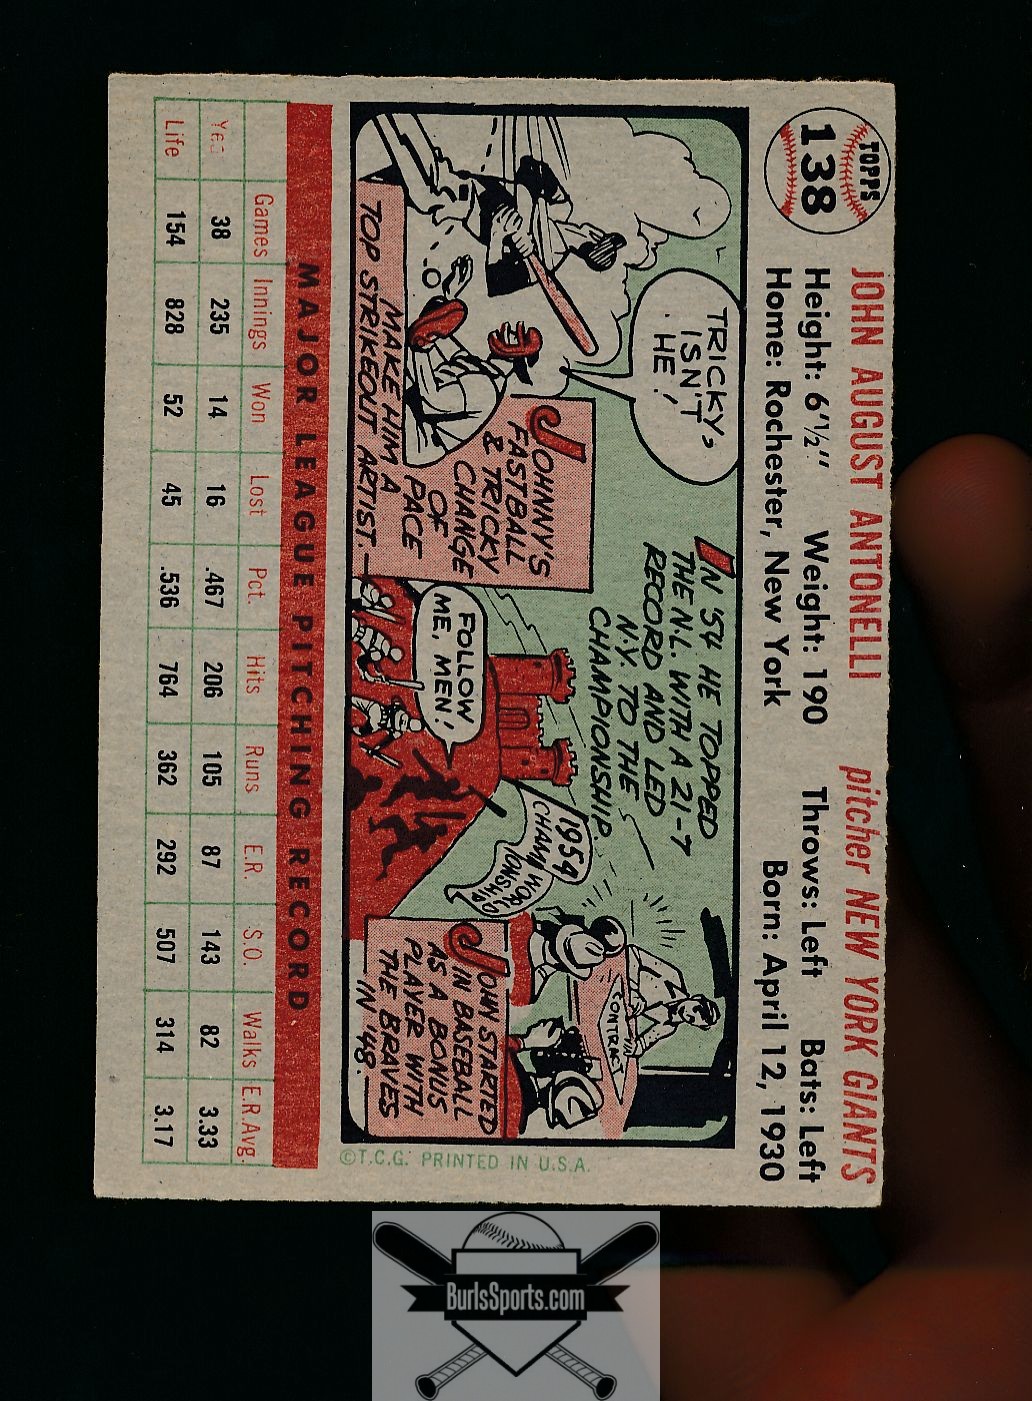 TOPPS
138
JOHN AUGUST ANTONELLI pitcher NEW YORK GIANTS
Height: 6'½" Weight: 190 Throws: Left Bats: Left
Home: Rochester, New York Born: April 12, 1930
TRICKY,
ISN'T
HE!
JOHNNY'S
FASTBALL
& TRICKY
CHANGE
OF
PACE
MAKE HIM A
TOP STRIKEOUT ARTIST.
IN '54 HE TOPPED
THE N.L. WITH A 21-7
RECORD AND LED
N.Y. TO THE
CHAMPIONSHIP
FOLLOW
ME, MEN!
1954
WORLD
CHAMPIONSHIP
CONTRACT
JOHN STARTED
IN BASEBALL
AS A BONUS
PLAYER WITH
THE BRAVES
IN '48.
©T.C.G. PRINTED IN U.S.A.
MAJOR LEAGUE PITCHING RECORD
Games Innings Won Lost Pct. Hits Runs E.R. S.O. Walks E.R.Avg.
Year 38 235 14 16 .467 206 105 87 143 82 3.33
Life 154 828 52 45 .536 764 362 292 507 314 3.17
BurlsSports.com